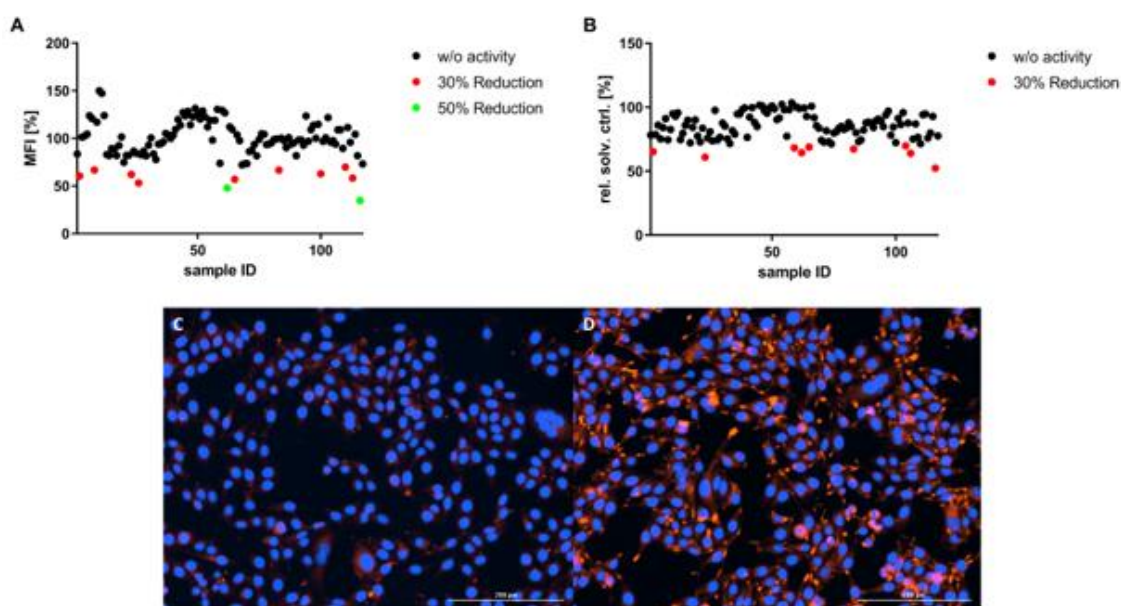 A
MFI [%]
200
150
100
50
0
50
100
sample ID
w/o activity
30% Reduction
50% Reduction
B
rel. solv. ctrl. [%]
150
100
50
0
50
100
sample ID
w/o activity
30% Reduction
C
D